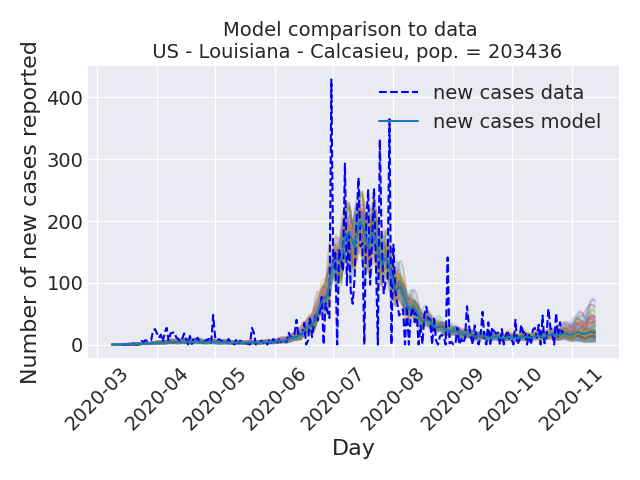 Model comparison to data
US - Louisiana - Calcasieu, pop. = 203436
Number of new cases reported
400
300
200
100
0
new cases data
new cases model
2020-03
2020-04
2020-05
2020-06
2020-07
2020-08
2020-09
2020-10
2020-11
Day